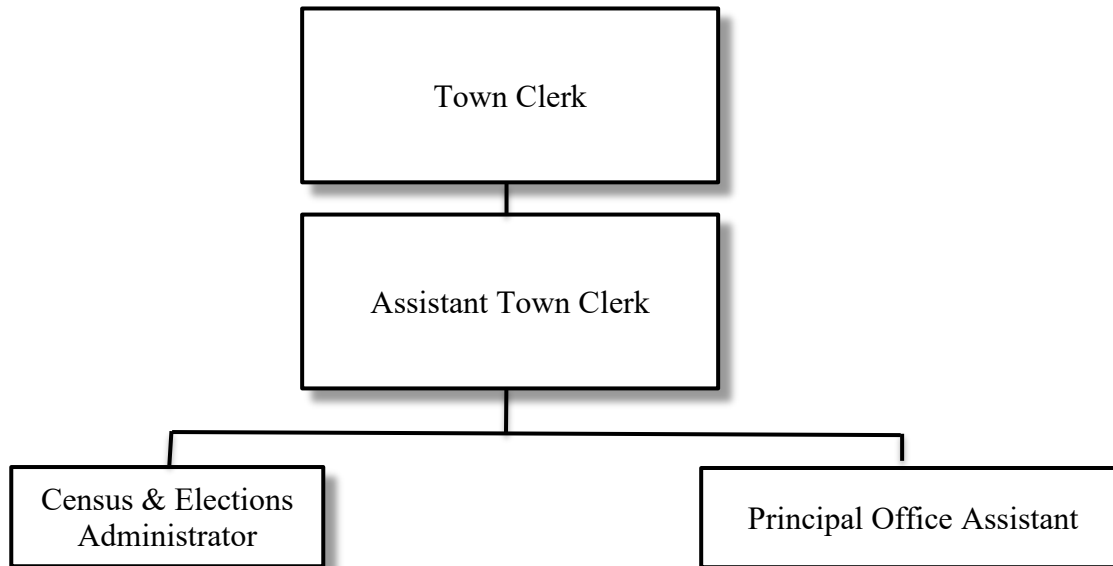 Town Clerk
Assistant Town Clerk
Census & Elections
Administrator
Principal Office Assistant